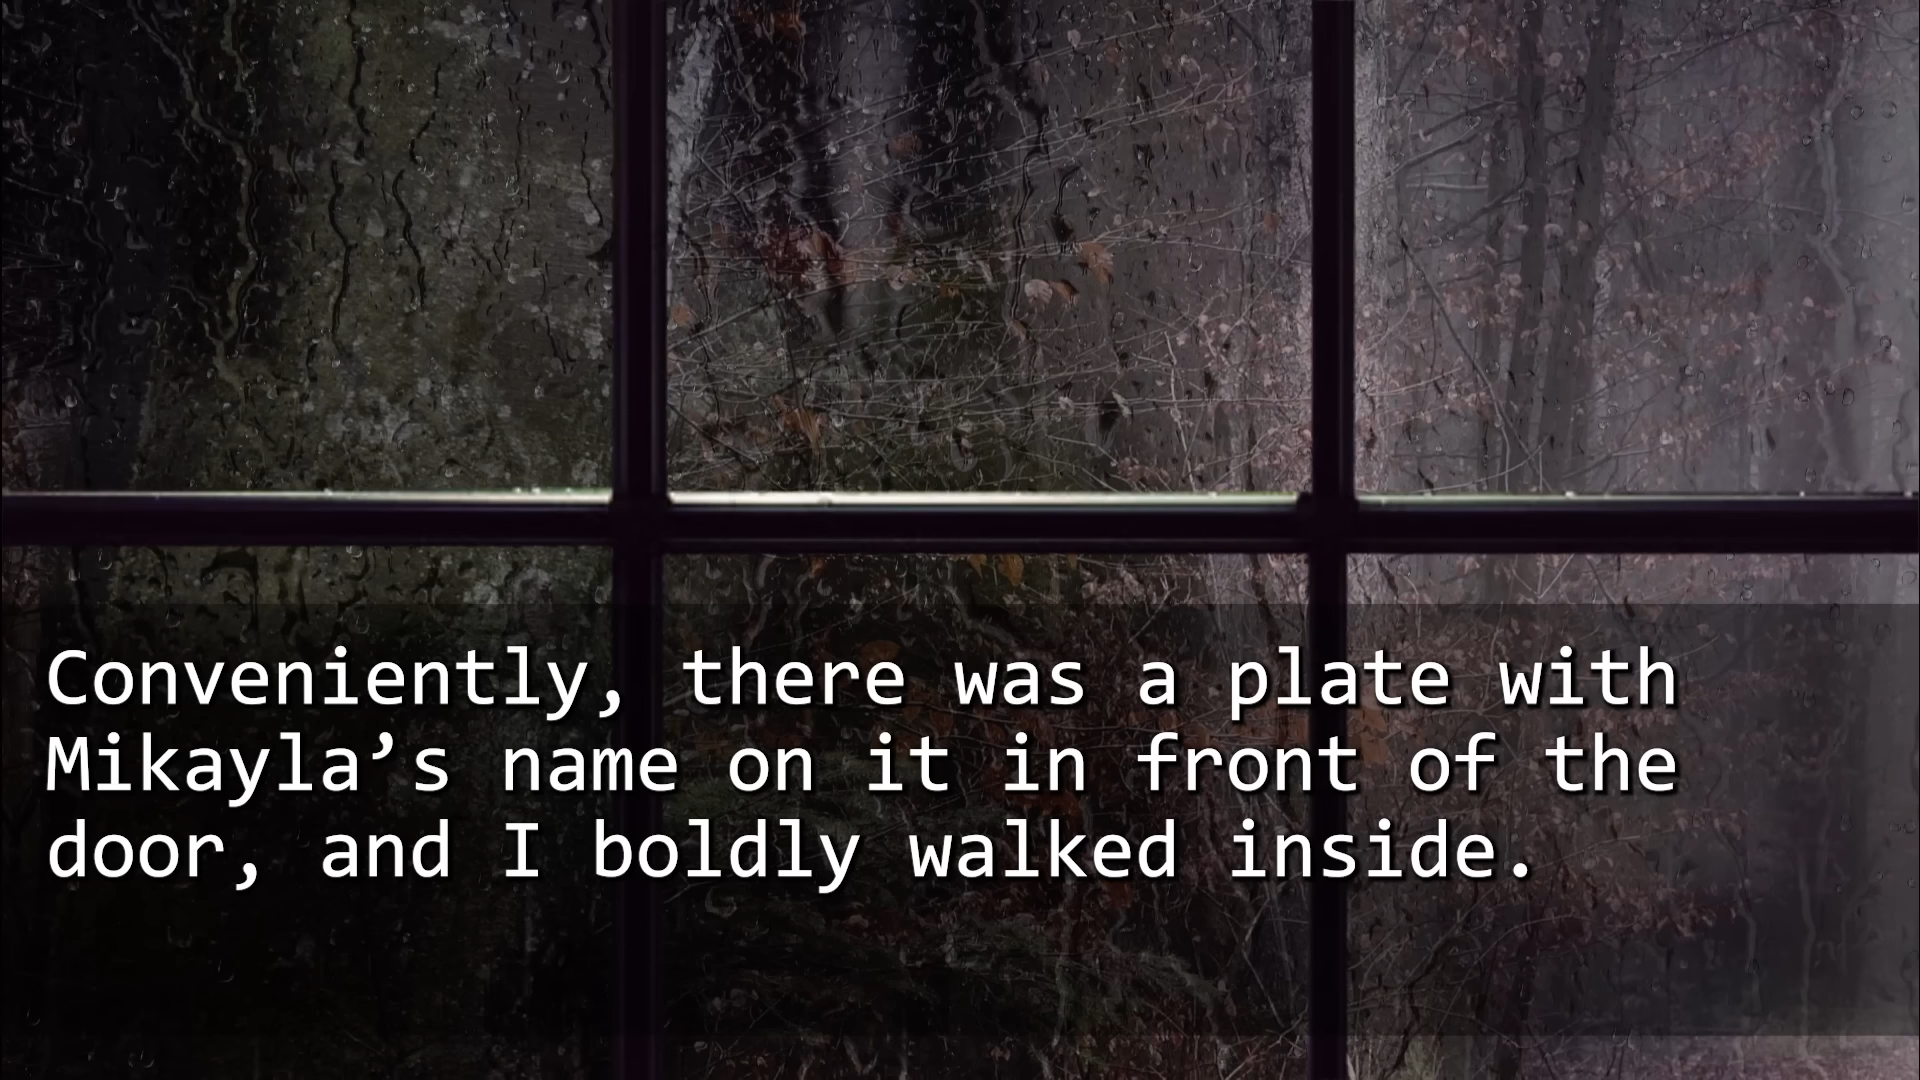 Conveniently, there was a plate with
Mikayla’s name on it in front of the
door, and I boldly walked inside.